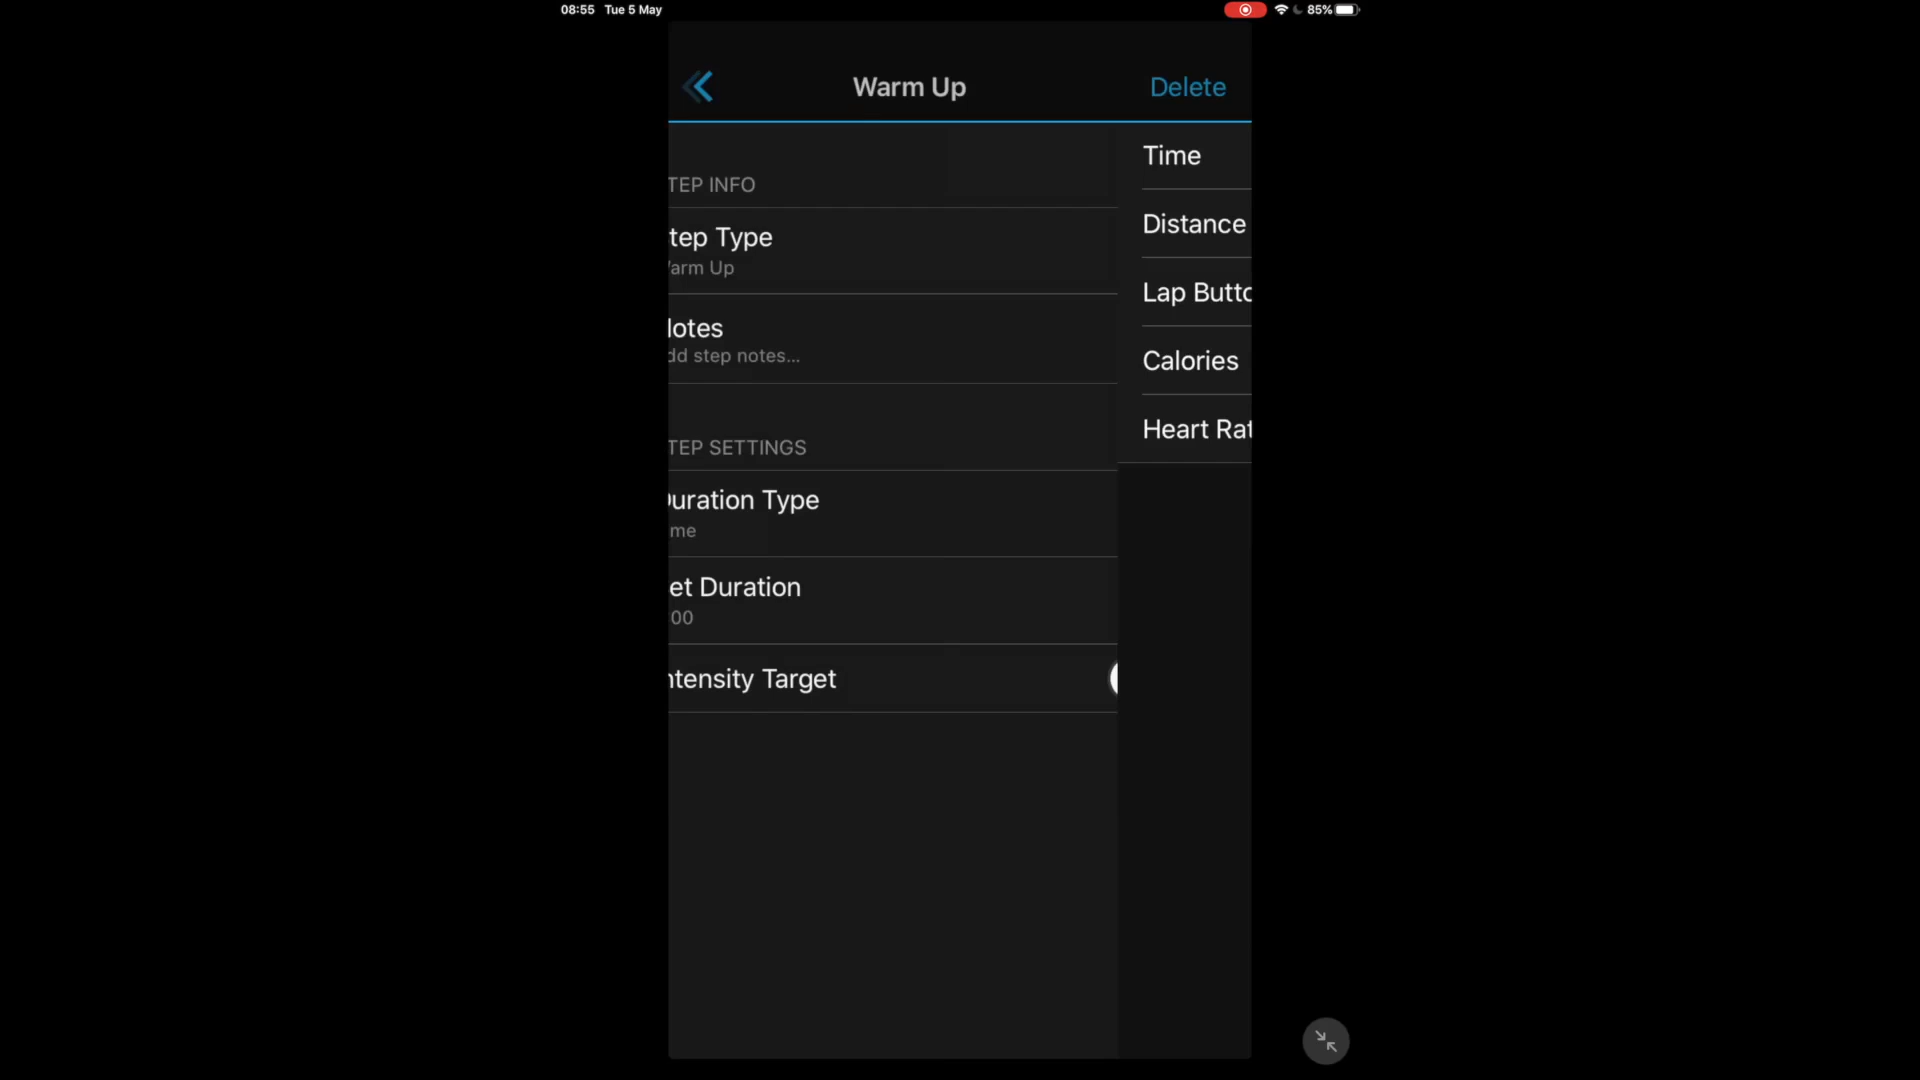 08:55 Tue 5 May 85%
Warm Up Delete
TEP INFO
tep Type
arm Up
lotes
dd step notes...
TEP SETTINGS
uration Type
me
et Duration
00
ntensity Target
Time
Distance
Lap Butto
Calories
Heart Rat